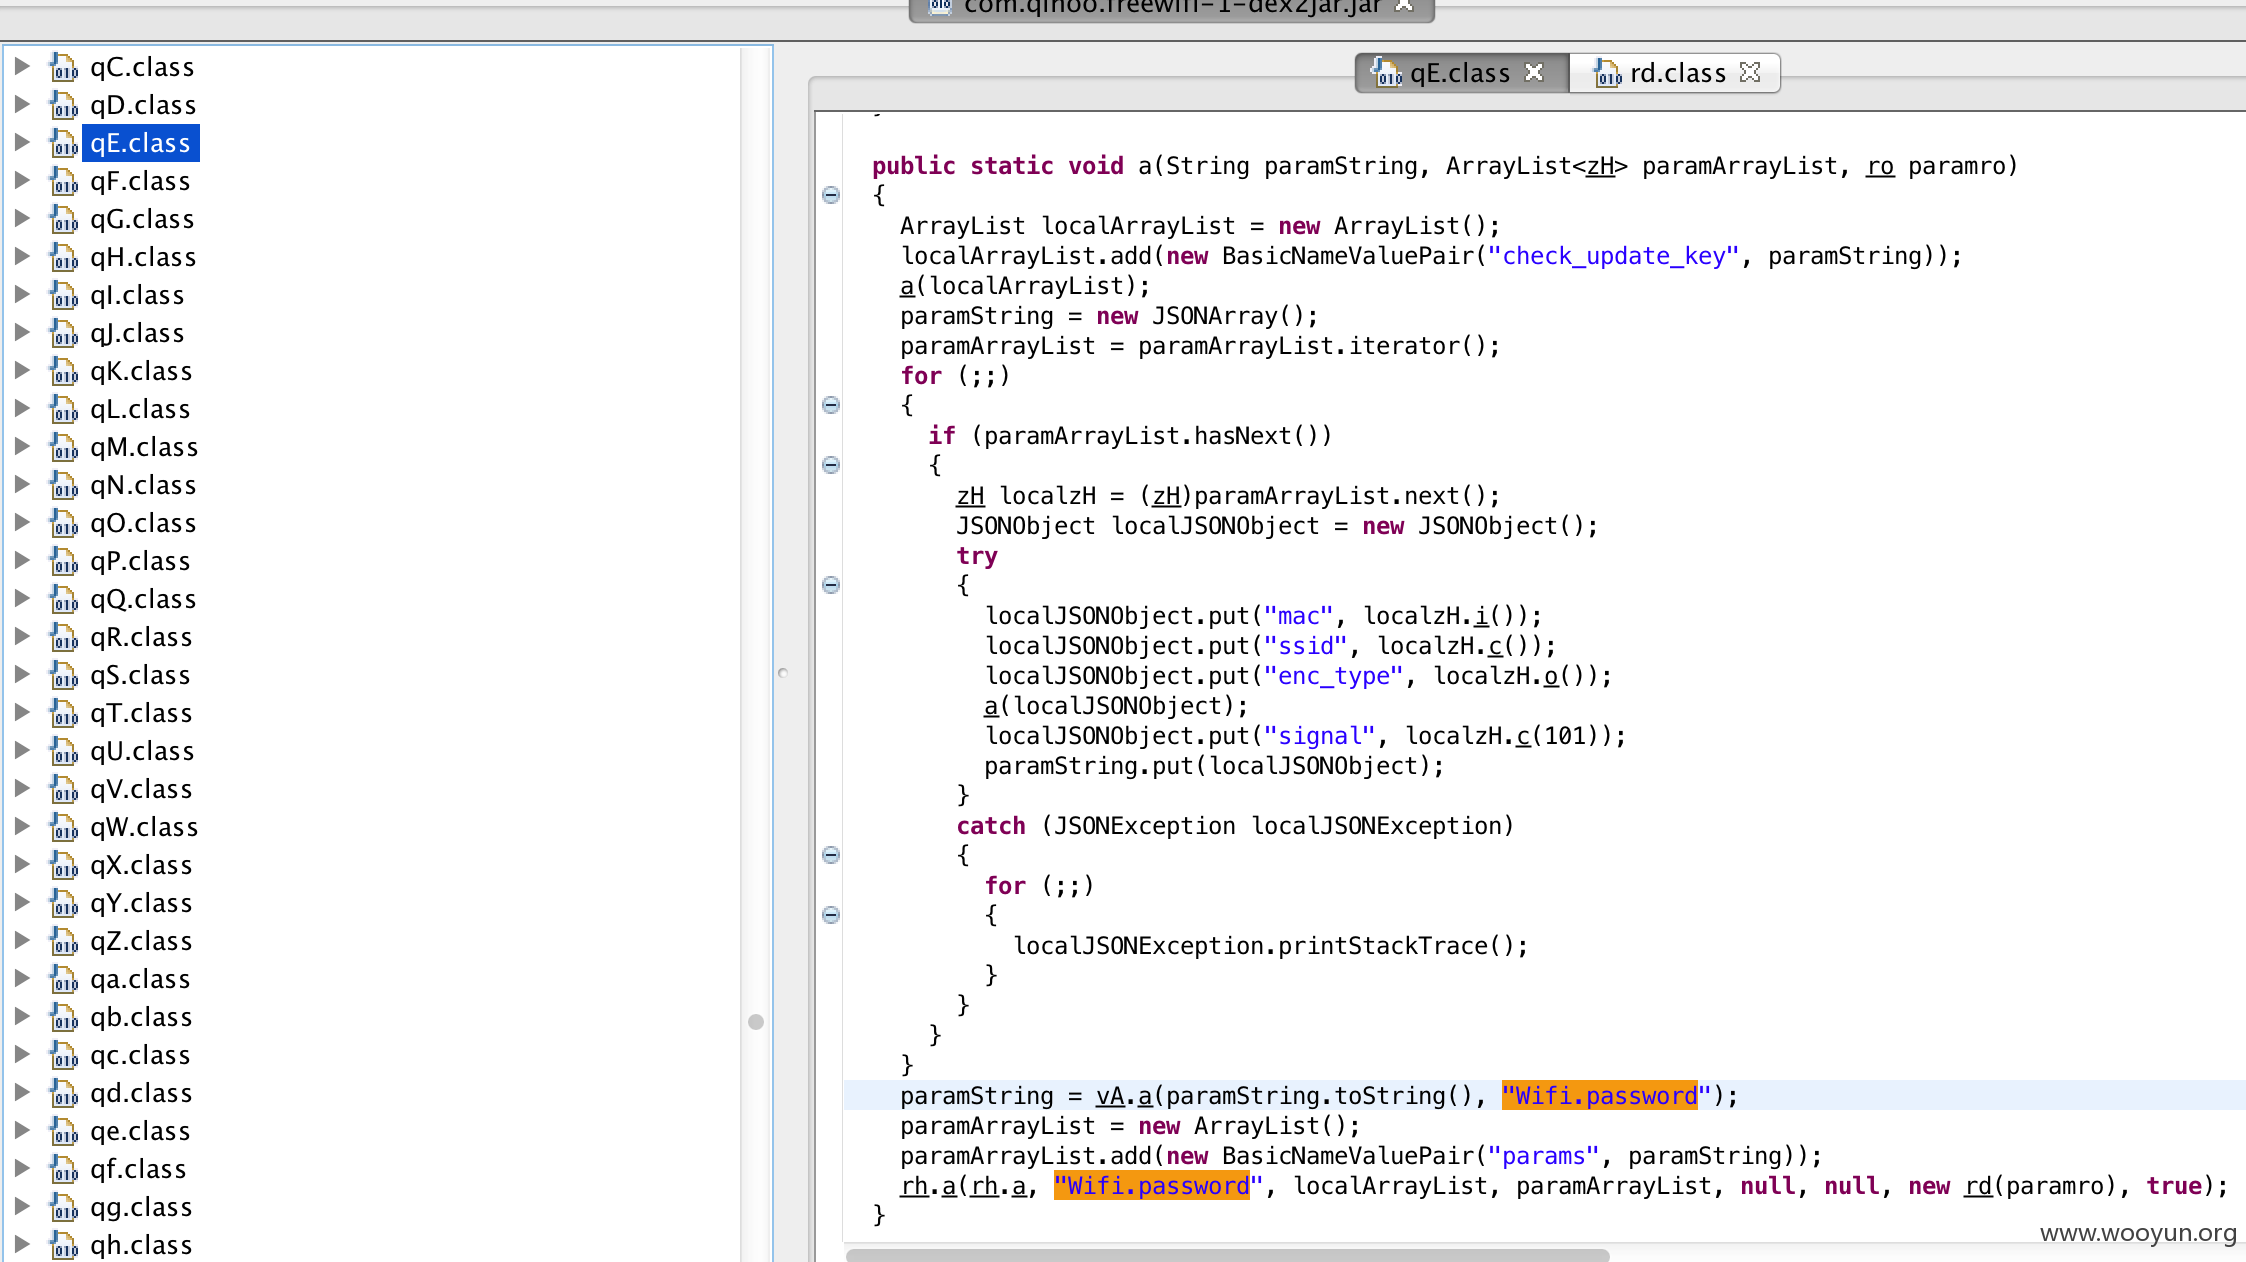 com.qihoo.freewifi-1-dex2jar.jar
qC.class
qD.class
qE.class
qF.class
qG.class
qH.class
qI.class
qJ.class
qK.class
qL.class
qM.class
qN.class
qO.class
qP.class
qQ.class
qR.class
qS.class
qT.class
qU.class
qV.class
qW.class
qX.class
qY.class
qZ.class
qa.class
qb.class
qc.class
qd.class
qe.class
qf.class
qg.class
qh.class
qE.class
rd.class
}
public static void a(String paramString, ArrayList<zH> paramArrayList, ro paramro)
{
ArrayList localArrayList = new ArrayList();
localArrayList.add(new BasicNameValuePair("check_update_key", paramString));
a(localArrayList);
paramString = new JSONArray();
paramArrayList = paramArrayList.iterator();
for (;;)
{
if (paramArrayList.hasNext())
{
zH localzH = (zH)paramArrayList.next();
JSONObject localJSONObject = new JSONObject();
try
{
localJSONObject.put("mac", localzH.i());
localJSONObject.put("ssid", localzH.c());
localJSONObject.put("enc_type", localzH.o());
a(localJSONObject);
localJSONObject.put("signal", localzH.c(101));
paramString.put(localJSONObject);
}
catch (JSONException localJSONException)
{
for (;;)
{
localJSONException.printStackTrace();
}
}
}
}
paramString = vA.a(paramString.toString(), "Wifi.password");
paramArrayList = new ArrayList();
paramArrayList.add(new BasicNameValuePair("params", paramString));
rh.a(rh.a, "Wifi.password", localArrayList, paramArrayList, null, null, new rd(paramro), true);
}
www.wooyun.org